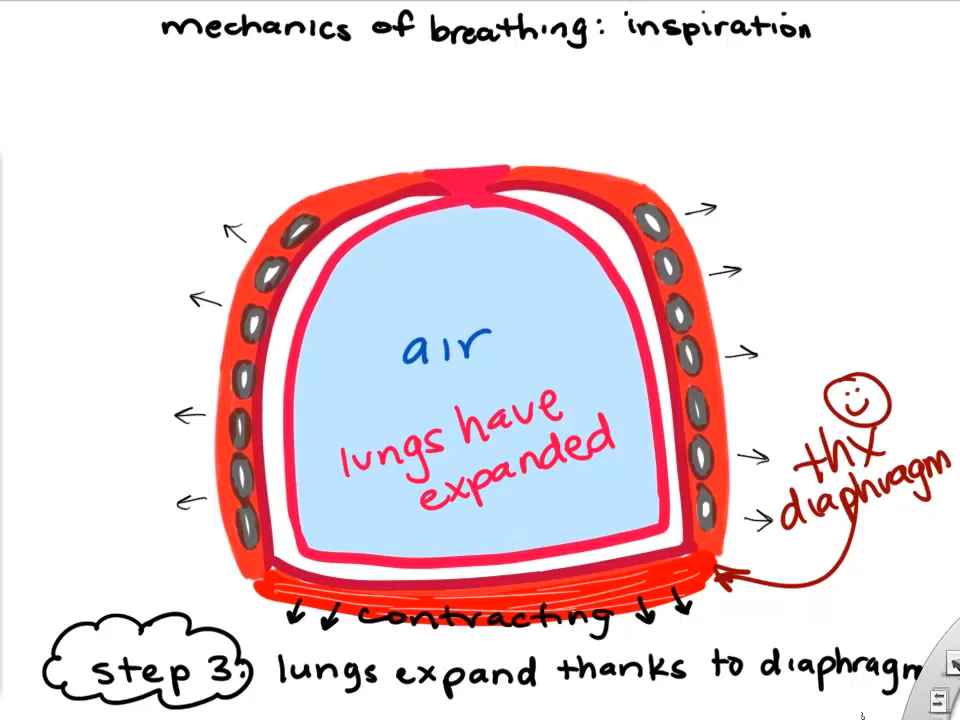 mechanics of breathing: inspiration
air
lungs have
expanded
thx
diaphragm
contracting
step 3: lungs expand thanks to diaphragm